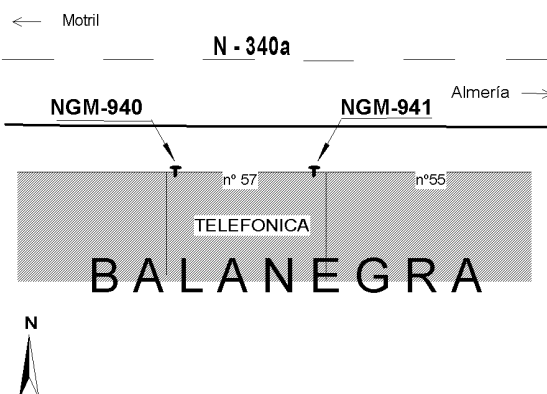 Motril
N - 340a
Almería
NGM-940
NGM-941
nº 57
nº55
TELEFONICA
BALANEGRA
N